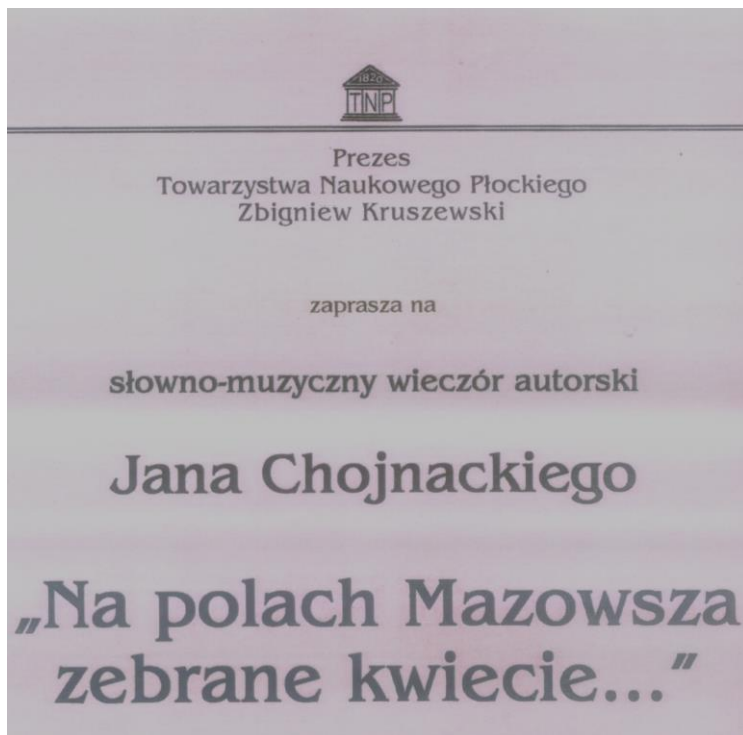 1820
TNP
Prezes
Towarzystwa Naukowego Płockiego
Zbigniew Kruszewski
zaprasza na
słowno-muzyczny wieczór autorski
Jana Chojnackiego
„Na polach Mazowsza
zebrane kwiecie...”